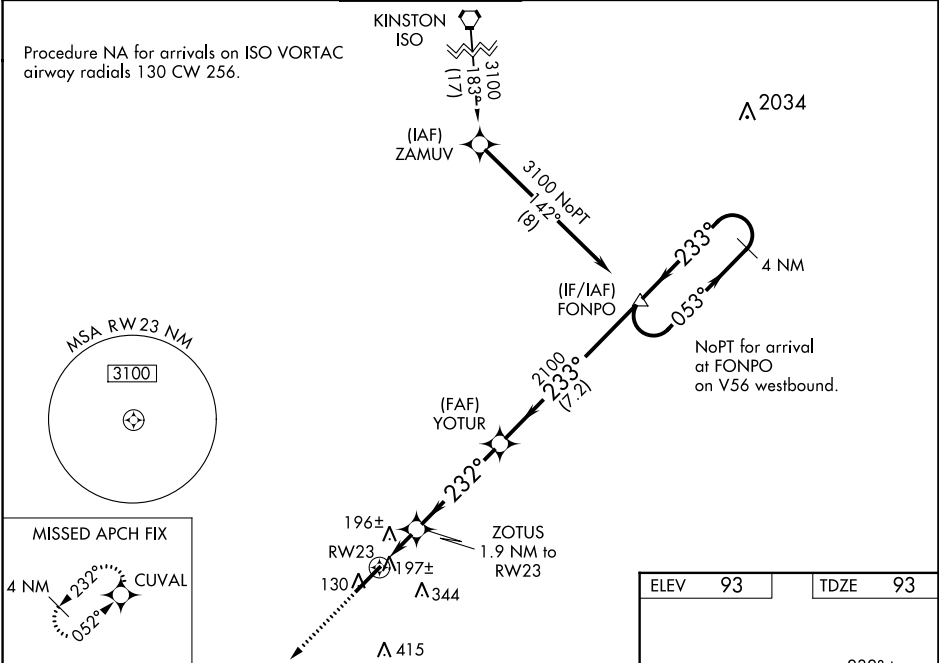 Procedure NA for arrivals on ISO VORTAC
airway radials 130 CW 256.
KINSTON
ISO
3100
183°
(17)
2034
(IAF)
ZAMUV
3100 NoPT
142°
(8)
233°
4 NM
053°
(IF/IAF)
FONPO
NoPT for arrival
at FONPO
on V56 westbound.
MSA RW23 NM
3100
2100
233°
(7.2)
(FAF)
YOTUR
232°
196±
ZOTUS
1.9 NM to
RW23
RW23
197±
130
344
415
MISSED APCH FIX
4 NM
232°
CUVAL
052°
ELEV 93
TDZE 93